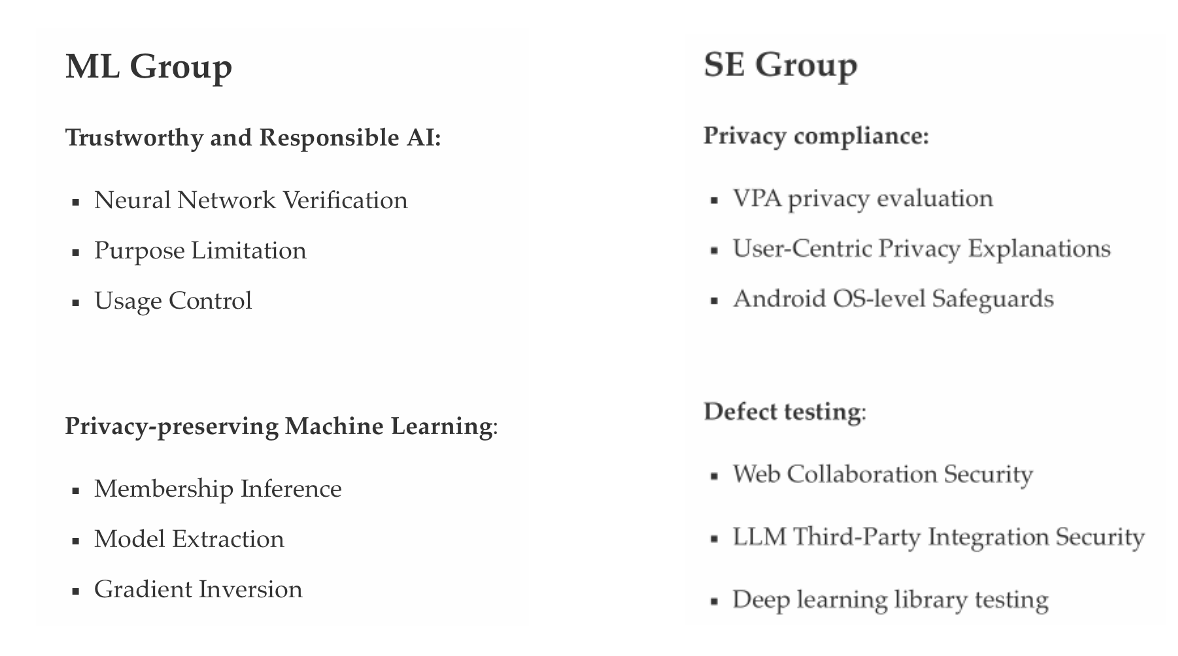 ML Group
Trustworthy and Responsible AI:
▪ Neural Network Verification
▪ Purpose Limitation
▪ Usage Control
Privacy-preserving Machine Learning:
▪ Membership Inference
▪ Model Extraction
▪ Gradient Inversion
SE Group
Privacy compliance:
▪ VPA privacy evaluation
▪ User-Centric Privacy Explanations
▪ Android OS-level Safeguards
Defect testing:
▪ Web Collaboration Security
▪ LLM Third-Party Integration Security
▪ Deep learning library testing